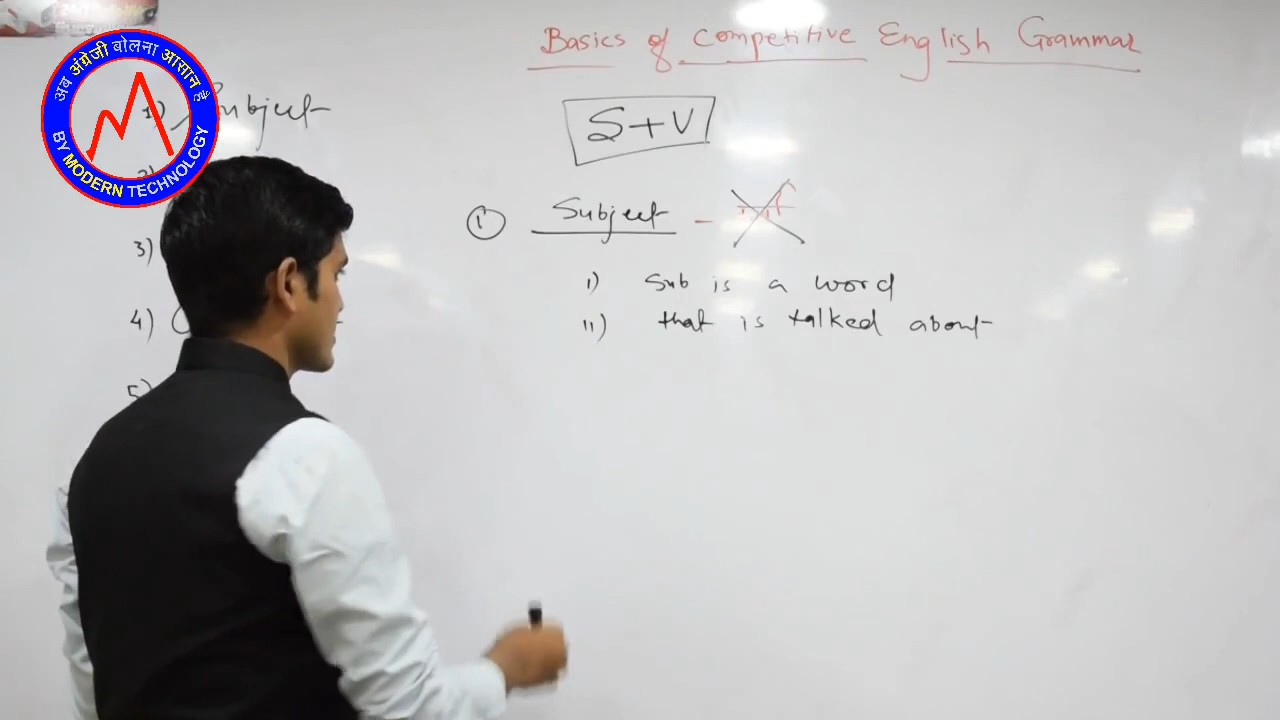 Basics of Competitive English Grammar
अब अंग्रेजी बोलना आसान है
BY MODERN TECHNOLOGY
1) Subject
3)
4)
5)
S+V
1 Subject -
i) Sub is a word
ii) that is talked about